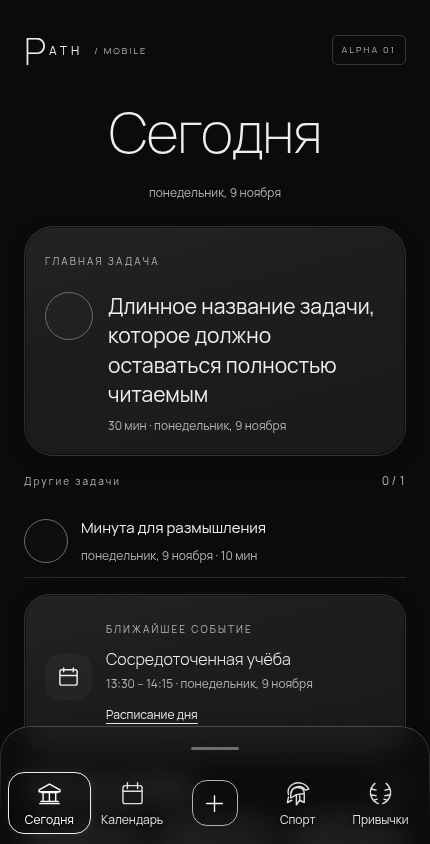 PATH / MOBILE
ALPHA 01
Сегодня
понедельник, 9 ноября
ГЛАВНАЯ ЗАДАЧА
Длинное название задачи,
которое должно
оставаться полностью
читаемым
30 мин · понедельник, 9 ноября
Другие задачи
0 / 1
Минута для размышления
понедельник, 9 ноября · 10 мин
БЛИЖАЙШЕЕ СОБЫТИЕ
Сосредоточенная учёба
13:30 – 14:15 · понедельник, 9 ноября
Расписание дня
Сегодня
Календарь
Спорт
Привычки